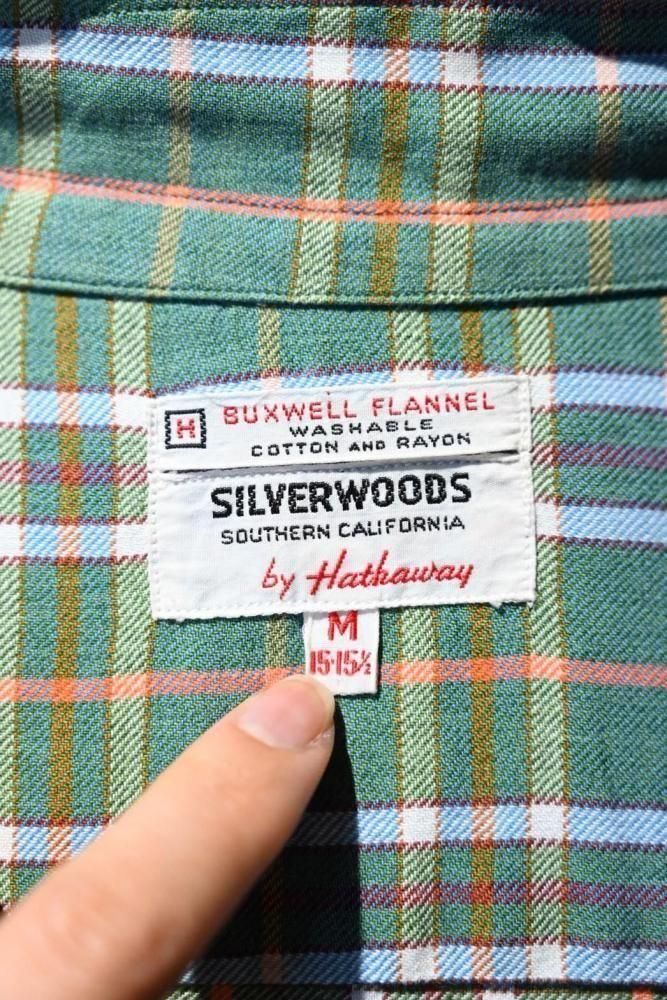 H BUXWELL FLANNEL
WASHABLE
COTTON AND RAYON
SILVERWOODS
SOUTHERN CALIFORNIA
by Hathaway
M
15-15½